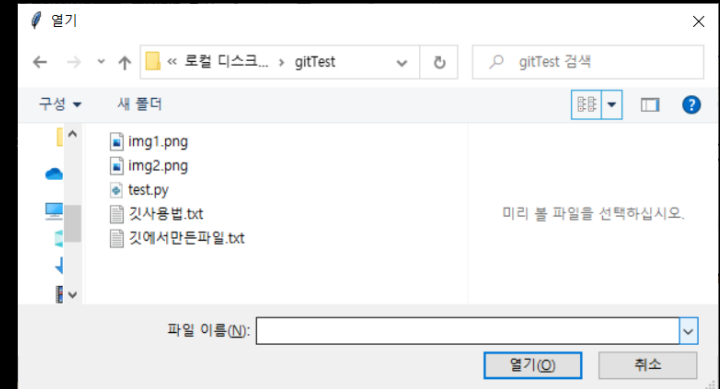 열기
« 로컬 디스크... › gitTest
gitTest 검색
구성
새 폴더
img1.png
img2.png
test.py
깃사용법.txt
깃에서만든파일.txt
미리 볼 파일을 선택하십시오.
파일 이름(N):
열기(O)
취소